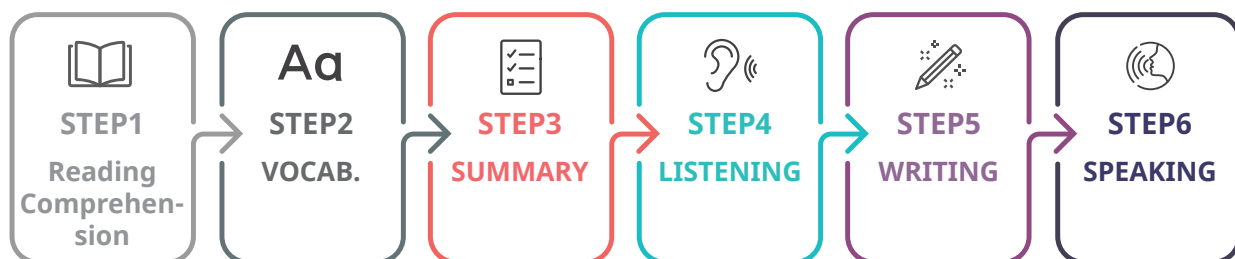 STEP1
Reading
Comprehen-
sion
Aa
STEP2
VOCAB.
STEP3
SUMMARY
STEP4
LISTENING
STEP5
WRITING
STEP6
SPEAKING